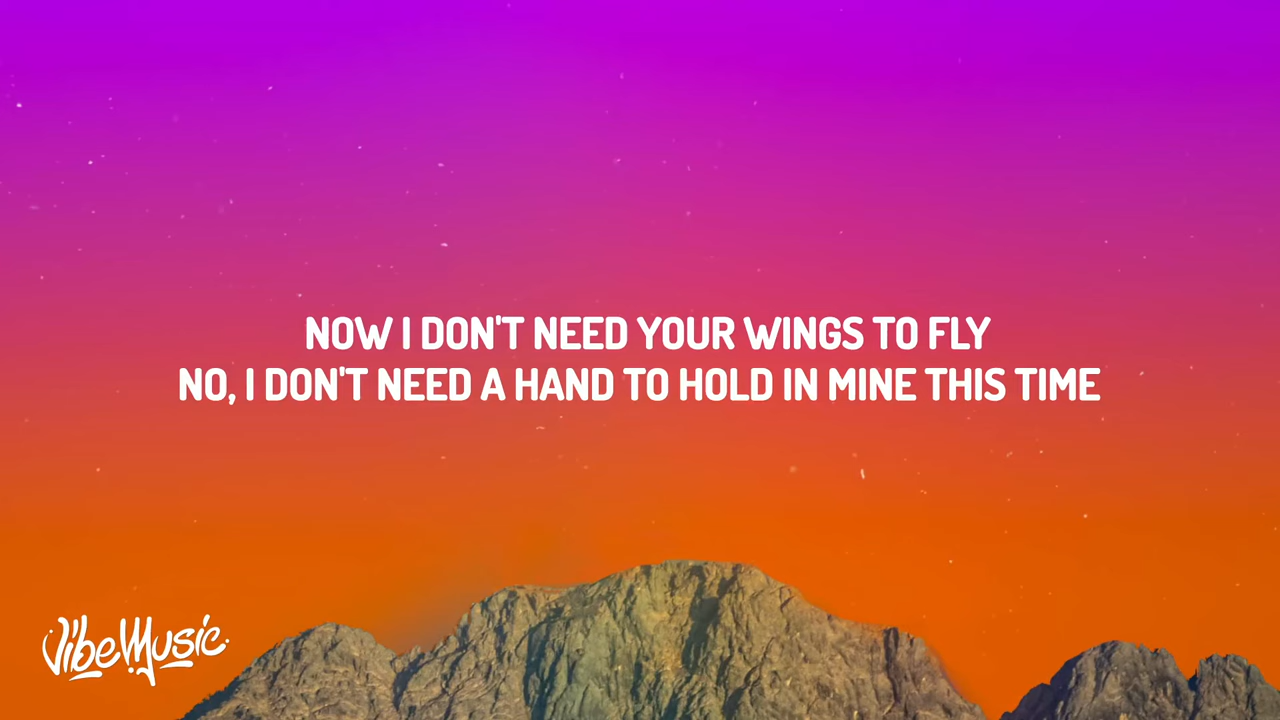 NOW I DON'T NEED YOUR WINGS TO FLY
NO, I DON'T NEED A HAND TO HOLD IN MINE THIS TIME
VibeMusic